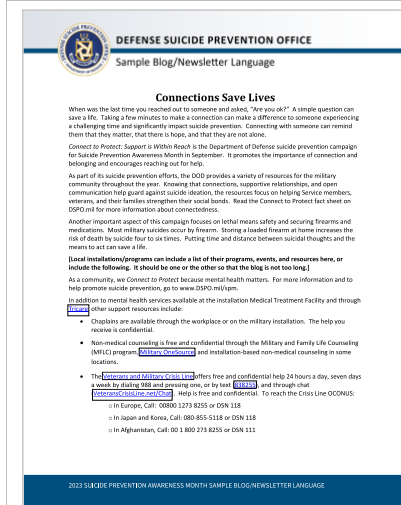 DEFENSE SUICIDE PREVENTION OFFICE
Sample Blog/Newsletter Language
Connections Save Lives
When was the last time you reached out to someone and asked, "Are you ok?" A simple question can
save a life. Taking a few minutes to make a connection can make a difference to someone experiencing
a challenging time and significantly impact suicide prevention. Connecting with someone can remind
them that they matter, that there is hope, and that they are not alone.
Connect to Protect: Support is Within Reach is the Department of Defense suicide prevention campaign
for Suicide Prevention Awareness Month in September. It promotes the importance of connection and
belonging and encourages reaching out for help.
As part of its suicide prevention efforts, the DOD provides a variety of resources for the military
community throughout the year. Knowing that connections, supportive relationships, and open
communication help guard against suicide ideation, the resources focus on helping Service members,
veterans, and their families strengthen their social bonds. Read the Connect to Protect fact sheet on
DSPO.mil for more information about connectedness.
Another important aspect of this campaign focuses on lethal means safety and securing firearms and
medications. Most military suicides occur by firearm. Storing a loaded firearm at home increases the
risk of death by suicide four to six times. Putting time and distance between suicidal thoughts and the
means to act can save a life.
[Local installations/programs can include a list of their programs, events, and resources here, or
include the following. It should be one or the other so that the blog is not too long.]
As a community, we Connect to Protect because mental health matters. For more information and to
help promote suicide prevention, go to www.DSPO.mil/spm.
In addition to mental health services available at the installation Medical Treatment Facility and through
Tricare, other support resources include:
• Chaplains are available through the workplace or on the military installation. The help you
receive is confidential.
• Non-medical counseling is free and confidential through the Military and Family Life Counseling
(MFLC) program, Military OneSource, and installation-based non-medical counseling in some
locations.
• The Veterans and Military Crisis Line offers free and confidential help 24 hours a day, seven days
a week by dialing 988 and pressing one, or by text (838255), and through chat
(VeteransCrisisLine.net/Chat). Help is free and confidential. To reach the Crisis Line OCONUS:
o In Europe, Call: 00800 1273 8255 or DSN 118
o In Japan and Korea, Call: 080-855-5118 or DSN 118
o In Afghanistan, Call: 00 1 800 273 8255 or DSN 111
2023 SUICIDE PREVENTION AWARENESS MONTH SAMPLE BLOG/NEWSLETTER LANGUAGE